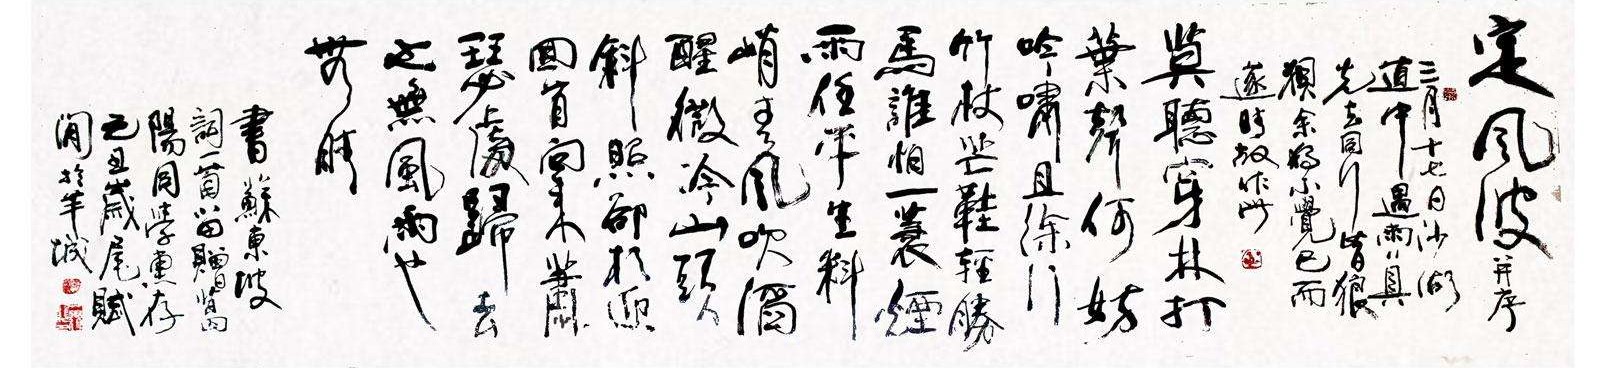 定風波并序
三月十七日沙湖
道中遇雨雨具
先去同行皆狼
狽余獨不覺已而
遂晴故作此
莫聽穿林打
葉聲何妨
吟嘯且徐行
竹杖芒鞋輕勝
馬誰怕一蓑煙
雨任平生料
峭春風吹酒
醒微冷山頭
斜照卻相迎
回首向來蕭
瑟處歸去
也無風雨也
無晴
書蘇東坡
詞一首留贈
陽同學惠存
己丑歲尾賦
閒於羊城